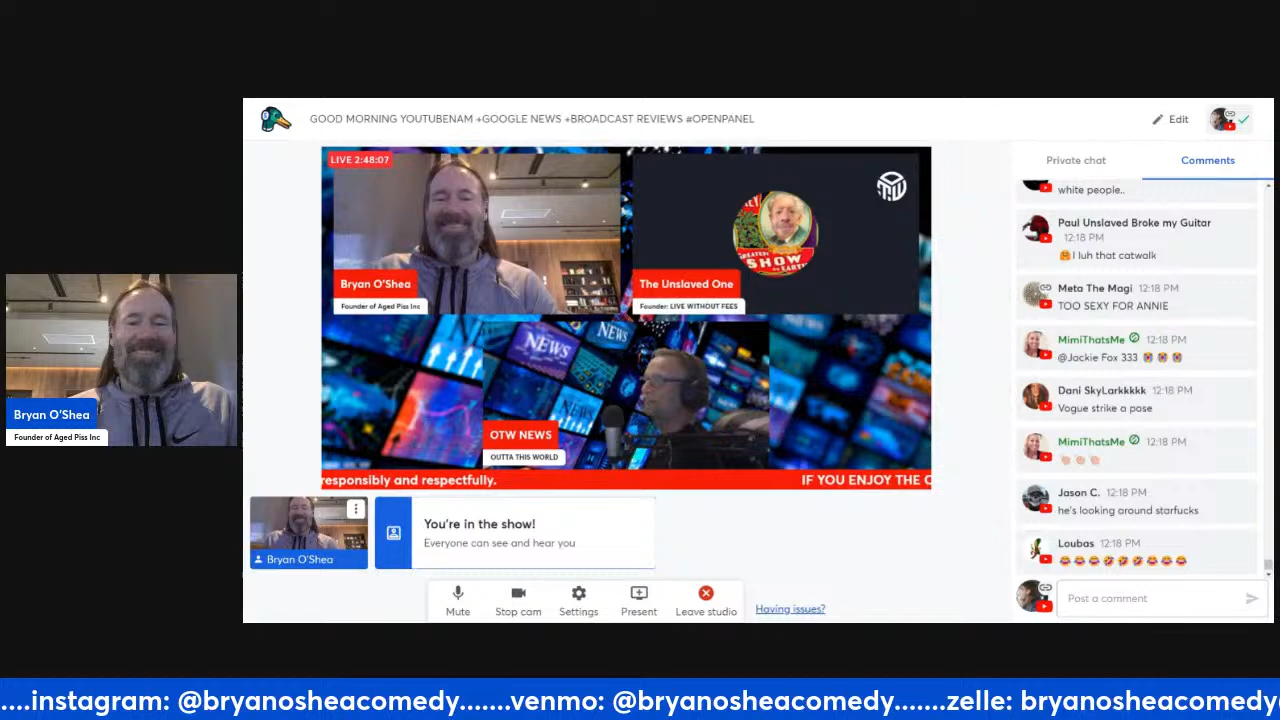 GOOD MORNING YOUTUBENAM +GOOGLE NEWS +BROADCAST REVIEWS #OPENPANEL
Edit
LIVE 2:48:07
Bryan O'Shea
Founder of Aged Piss Inc
GREATEST
SHOW
ON EARTH
The Unslaved One
Founder: LIVE WITHOUT FEES
NEWS
NEWS
NEWS
OTW NEWS
OUTTA THIS WORLD
responsibly and respectfully.
IF YOU ENJOY THE C
Private chat
Comments
white people..
Paul Unslaved Broke my Guitar
12:18 PM
🤗I luh that catwalk
Meta The Magi 12:18 PM
TOO SEXY FOR ANNIE
MimiThatsMe 12:18 PM
@Jackie Fox 333 😭😭😭
Dani SkyLarkkkkk 12:18 PM
Vogue strike a pose
MimiThatsMe 12:18 PM
👏🏼👏🏼👏🏼
Jason C. 12:18 PM
he's looking around starfucks
Loubas 12:18 PM
😂😂😂🤣🤣🤣😂😂😂
Post a comment
Bryan O'Shea
Founder of Aged Piss Inc
Bryan O'Shea
You're in the show!
Everyone can see and hear you
Mute
Stop cam
Settings
Present
Leave studio
Having issues?
....instagram: @bryanosheacomedy.......venmo: @bryanosheacomedy.......zelle: bryanosheacomedy